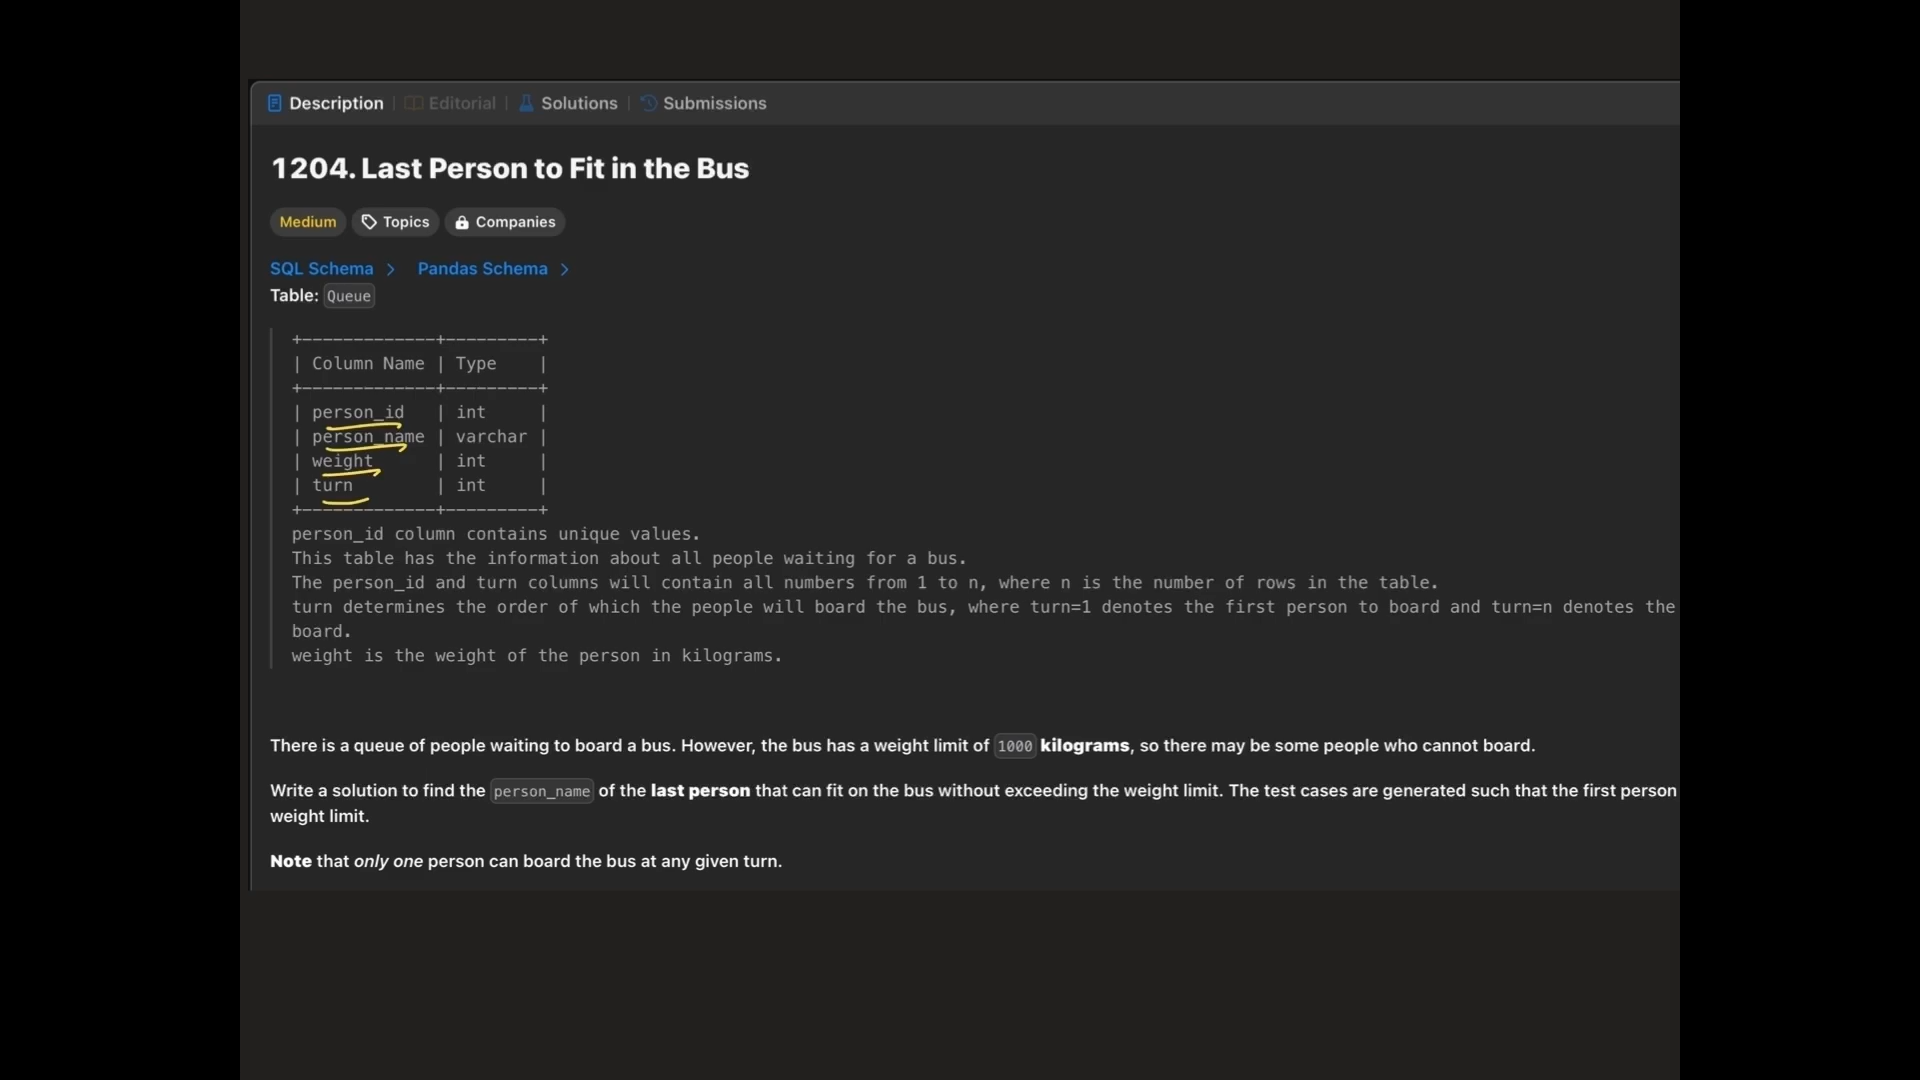 Description | Editorial | Solutions | Submissions
1204. Last Person to Fit in the Bus
Medium Topics Companies
SQL Schema > Pandas Schema >
Table: Queue
+-------------+---------+
| Column Name | Type    |
+-------------+---------+
| person_id   | int     |
| person_name | varchar |
| weight      | int     |
| turn        | int     |
+-------------+---------+
person_id column contains unique values.
This table has the information about all people waiting for a bus.
The person_id and turn columns will contain all numbers from 1 to n, where n is the number of rows in the table.
turn determines the order of which the people will board the bus, where turn=1 denotes the first person to board and turn=n denotes the
board.
weight is the weight of the person in kilograms.
There is a queue of people waiting to board a bus. However, the bus has a weight limit of 1000 kilograms, so there may be some people who cannot board.
Write a solution to find the person_name of the last person that can fit on the bus without exceeding the weight limit. The test cases are generated such that the first person
weight limit.
Note that only one person can board the bus at any given turn.